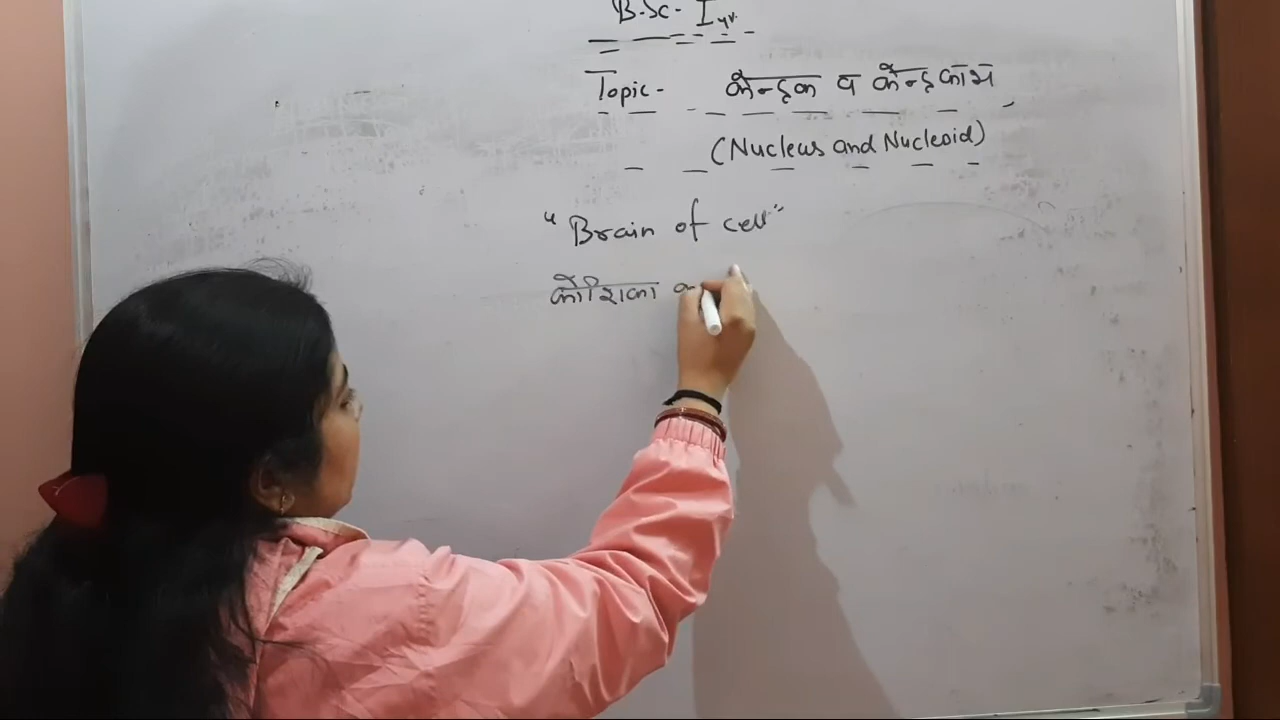 B.Sc. I yr.
Topic- केन्द्रक व केन्द्रकाभ
(Nucleus and Nucleoid)
"Brain of cell"
कोशिका